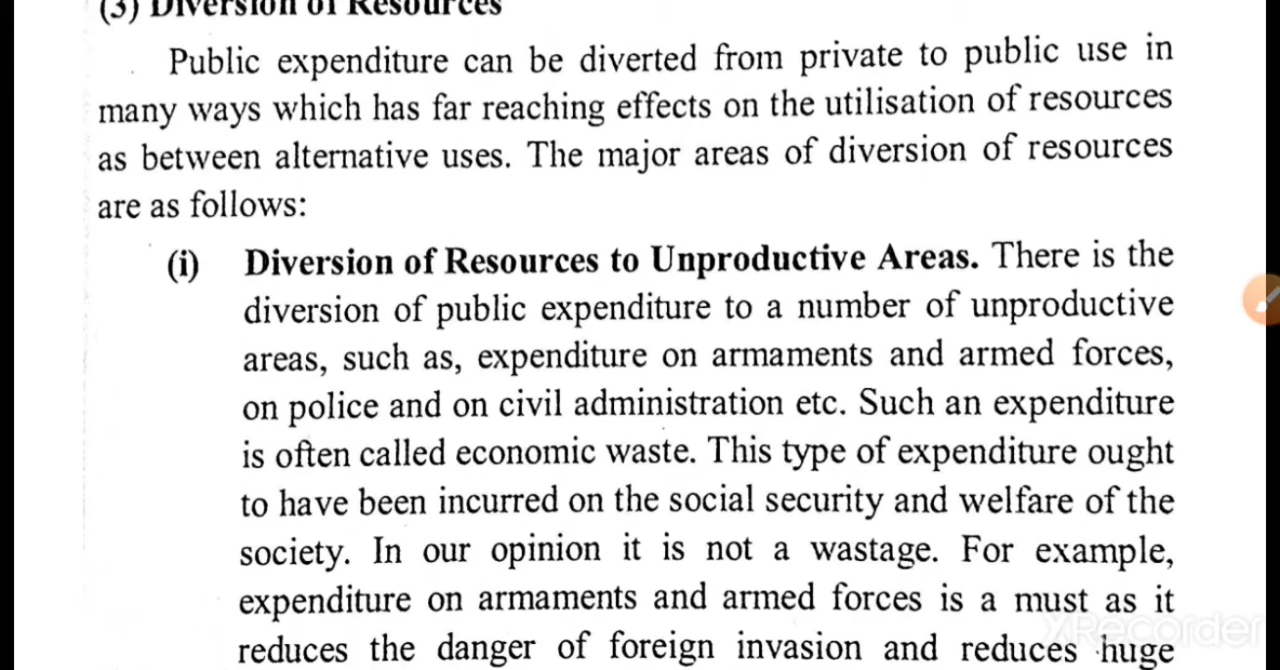 (3) Diversion of Resources
Public expenditure can be diverted from private to public use in
many ways which has far reaching effects on the utilisation of resources
as between alternative uses. The major areas of diversion of resources
are as follows:
(i) Diversion of Resources to Unproductive Areas. There is the
diversion of public expenditure to a number of unproductive
areas, such as, expenditure on armaments and armed forces,
on police and on civil administration etc. Such an expenditure
is often called economic waste. This type of expenditure ought
to have been incurred on the social security and welfare of the
society. In our opinion it is not a wastage. For example,
expenditure on armaments and armed forces is a must as it
reduces the danger of foreign invasion and reduces huge
XRecorder